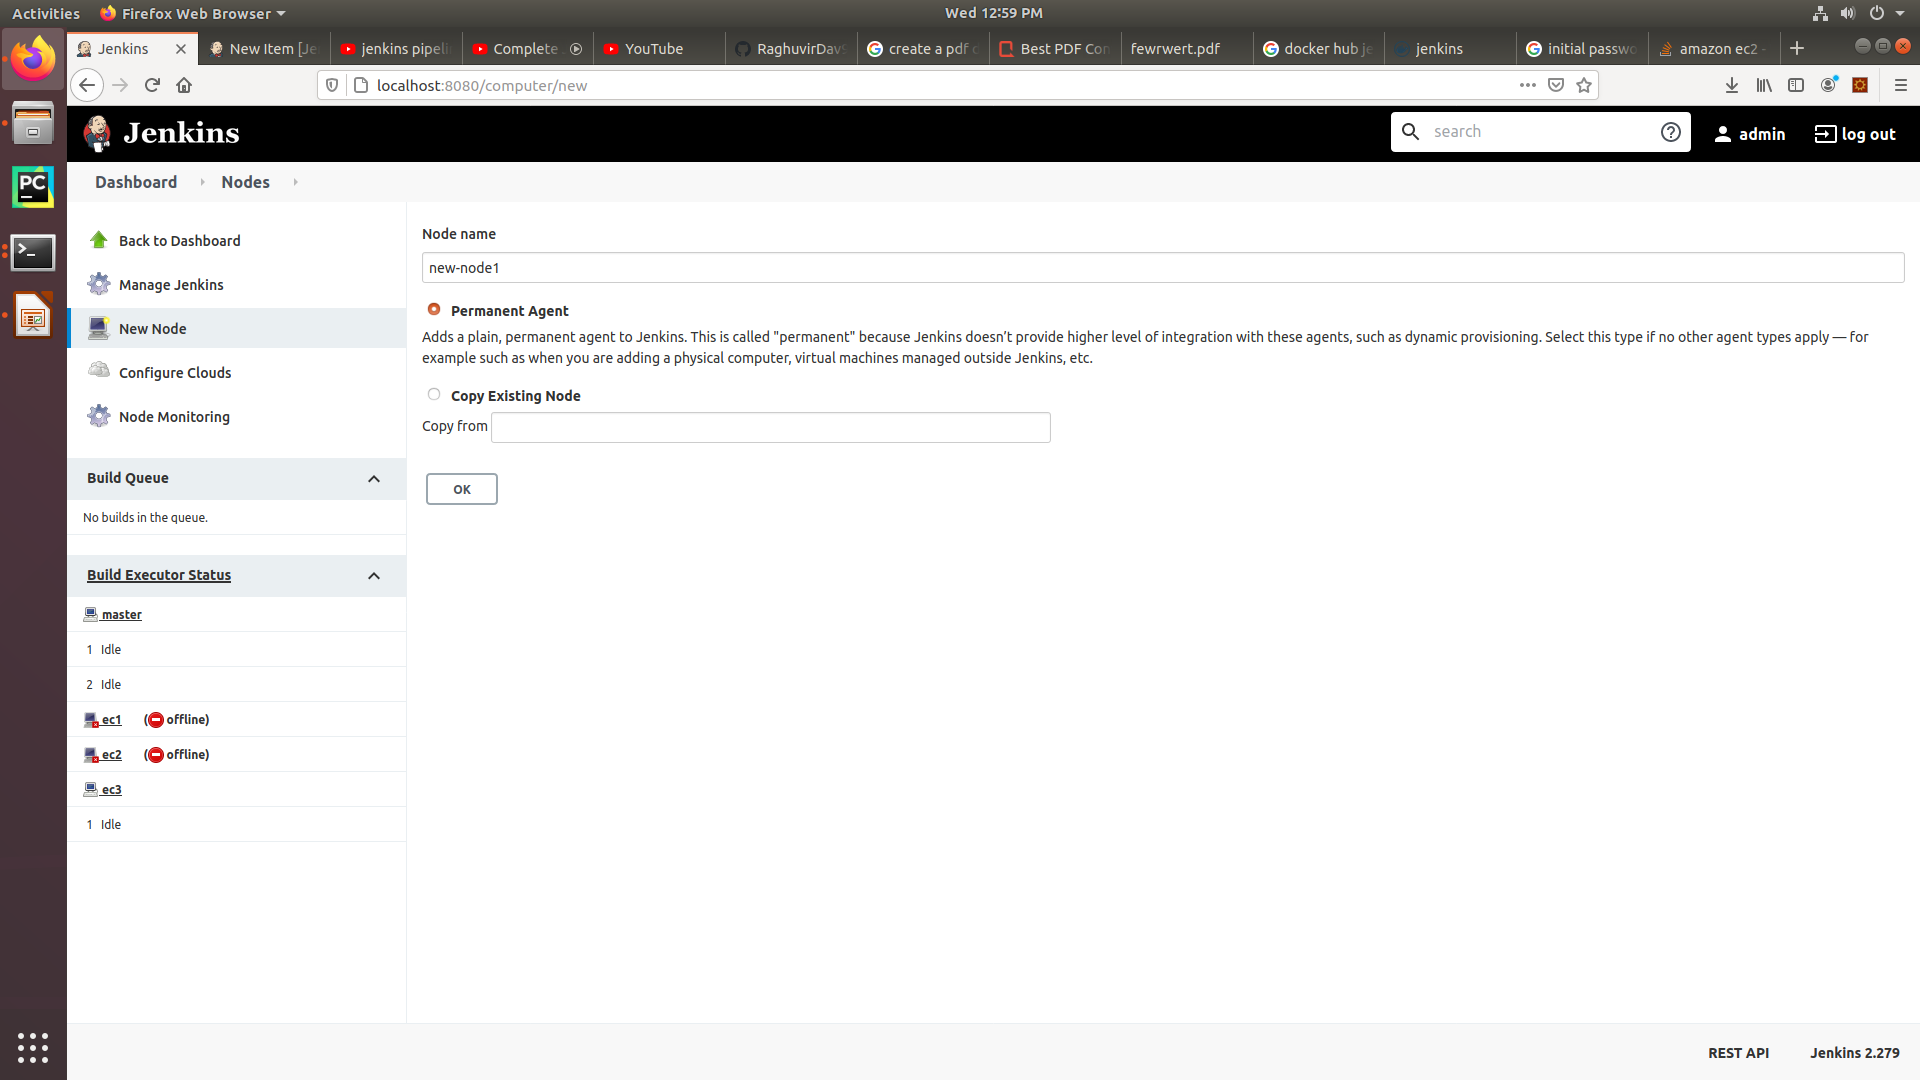 Activities
Firefox Web Browser
Wed 12:59 PM
Jenkins
New Item [Je
jenkins pipeli
Complete
YouTube
RaghuvirDav
create a pdf d
Best PDF Con
fewrwert.pdf
docker hub je
jenkins
initial passwo
amazon ec2 -
localhost:8080/computer/new
Jenkins
search
admin
log out
Dashboard
Nodes
Back to Dashboard
Manage Jenkins
New Node
Configure Clouds
Node Monitoring
Build Queue
No builds in the queue.
Build Executor Status
master
1 Idle
2 Idle
ec1 (offline)
ec2 (offline)
ec3
1 Idle
Node name
new-node1
Permanent Agent
Adds a plain, permanent agent to Jenkins. This is called "permanent" because Jenkins doesn’t provide higher level of integration with these agents, such as dynamic provisioning. Select this type if no other agent types apply — for
example such as when you are adding a physical computer, virtual machines managed outside Jenkins, etc.
Copy Existing Node
Copy from
OK
REST API
Jenkins 2.279
PC